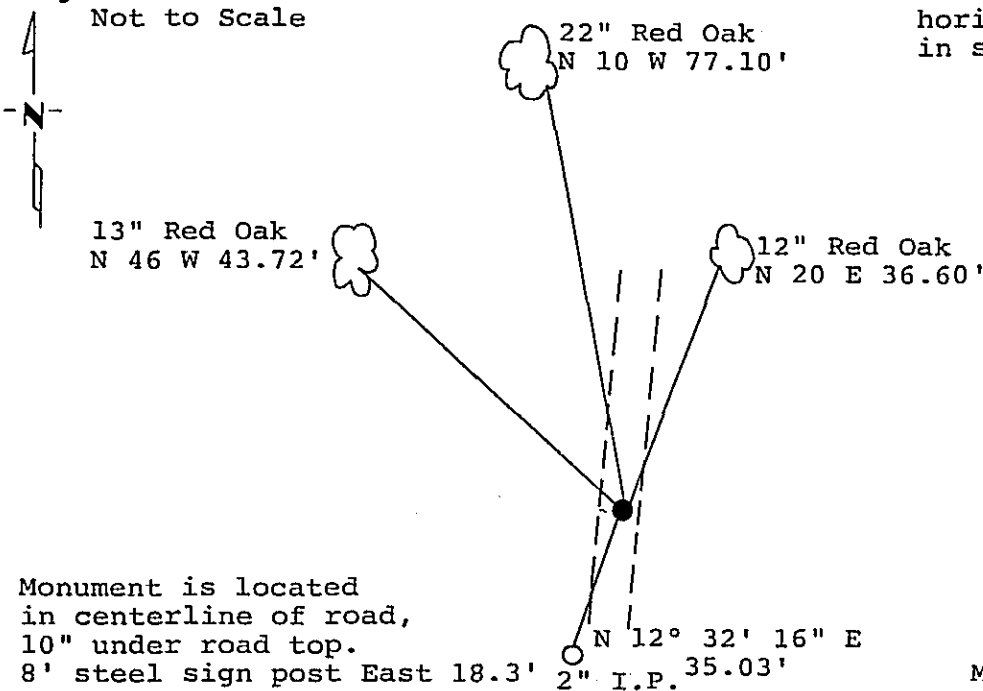 Not to Scale
hori
in s
22" Red Oak
N 10 W 77.10'
-N-
13" Red Oak
N 46 W 43.72'
12" Red Oak
N 20 E 36.60'
Monument is located
in centerline of road,
10" under road top.
8' steel sign post East 18.3'
N 12° 32' 16" E
35.03'
2" I.P.
M